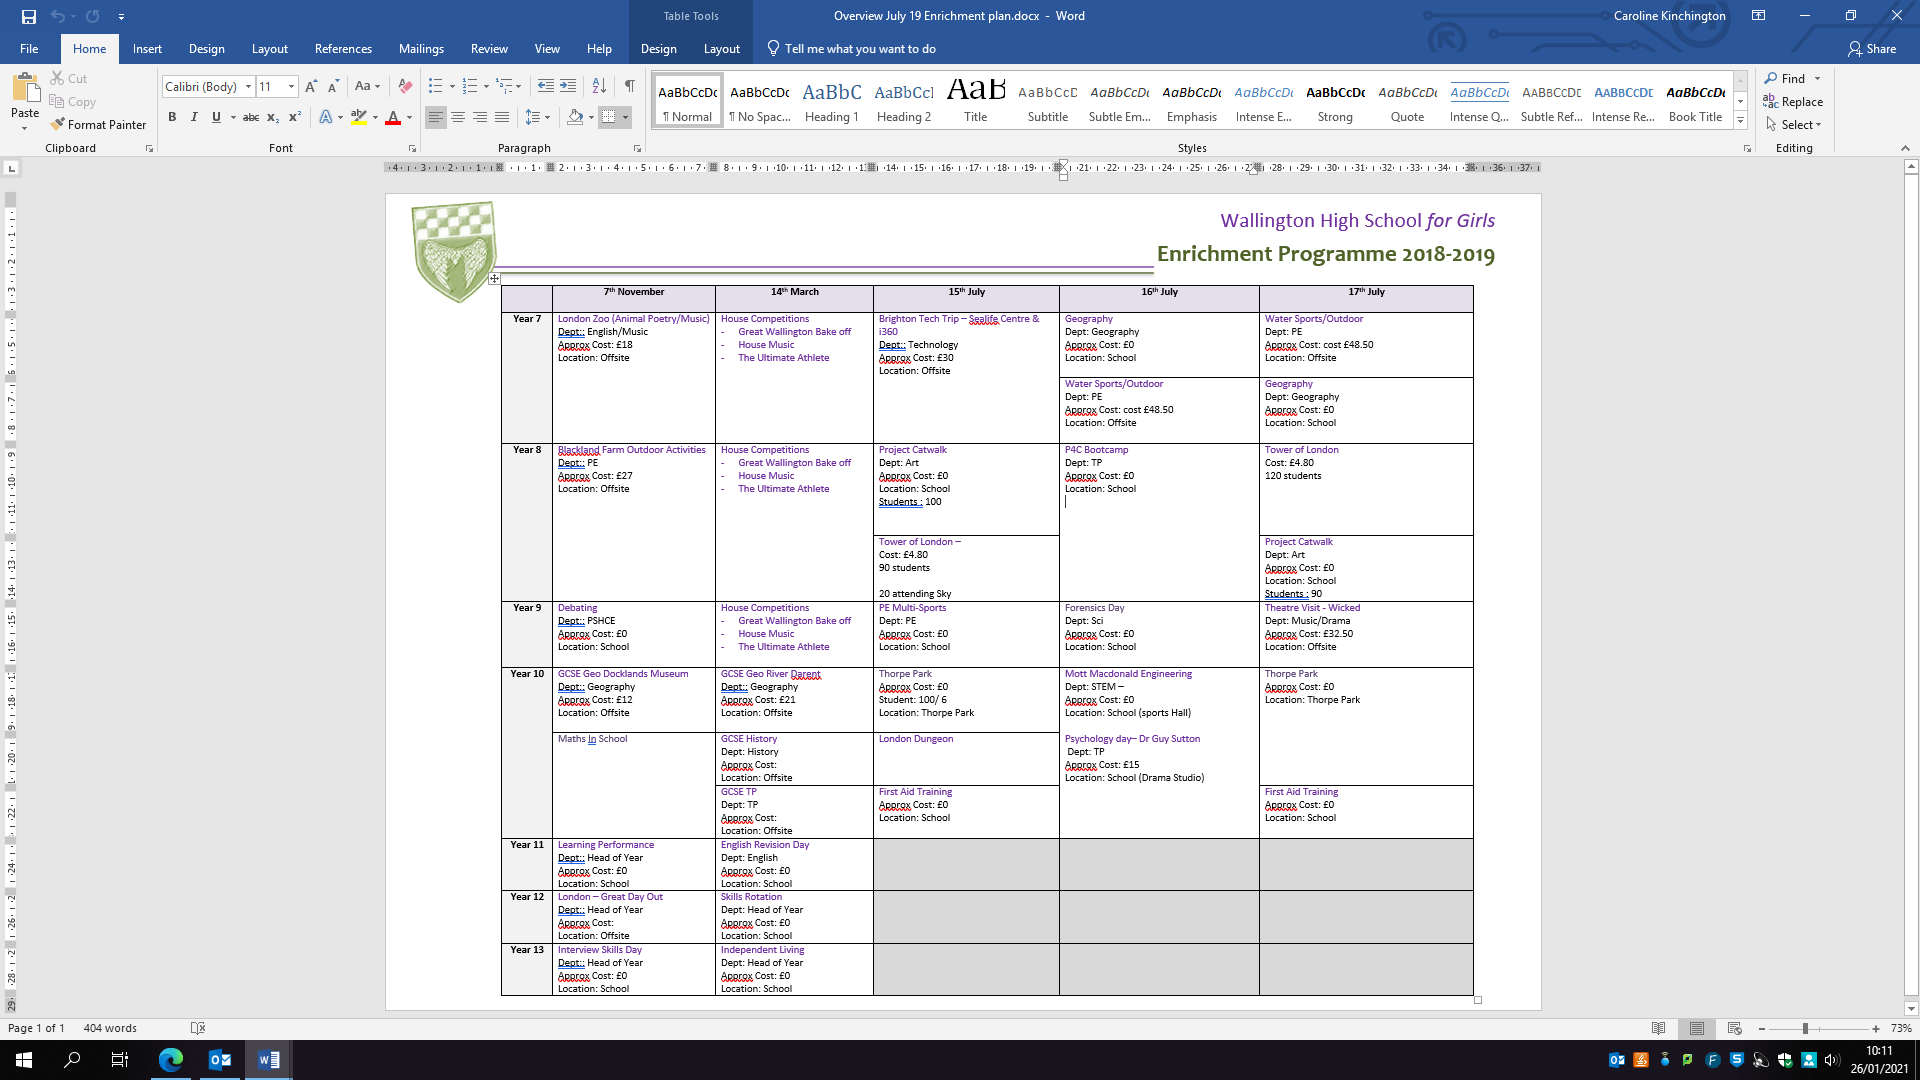 Table Tools
Overview July 19 Enrichment plan.docx - Word
Caroline Kinchington
File Home Insert Design Layout References Mailings Review View Help Design Layout Tell me what you want to do Share
Cut
Copy
Format Painter
Paste
Calibri (Body) 11
AaBbCcDc AaBbCcDc AaBbC AaBbCcI AaB AaBbCcD AaBbCcDc AaBbCcDc AaBbCcDc AaBbCcDc AaBbCcDc AaBbCcDc AABBCCDE AABBCCDE AaBbCcDc
¶ Normal ¶ No Spac... Heading 1 Heading 2 Title Subtitle Subtle Em... Emphasis Intense E... Strong Quote Intense Q... Subtle Ref... Intense Re... Book Title
Find
Replace
Select
Clipboard Font Paragraph Styles Editing
Wallington High School for Girls
Enrichment Programme 2018-2019
7th November 14th March 15th July 16th July 17th July
Year 7
London Zoo (Animal Poetry/Music)
Dept:: English/Music
Approx Cost: £18
Location: Offsite
House Competitions
- Great Wallington Bake off
- House Music
- The Ultimate Athlete
Brighton Tech Trip – Sealife Centre &
i360
Dept:: Technology
Approx Cost: £30
Location: Offsite
Geography
Dept: Geography
Approx Cost: £0
Location: School
Water Sports/Outdoor
Dept: PE
Approx Cost: cost £48.50
Location: Offsite
Water Sports/Outdoor
Dept: PE
Approx Cost: cost £48.50
Location: Offsite
Geography
Dept: Geography
Approx Cost: £0
Location: School
Year 8
Blackland Farm Outdoor Activities
Dept:: PE
Approx Cost: £27
Location: Offsite
House Competitions
- Great Wallington Bake off
- House Music
- The Ultimate Athlete
Project Catwalk
Dept: Art
Approx Cost: £0
Location: School
Students : 100
Tower of London –
Cost: £4.80
90 students
20 attending Sky
P4C Bootcamp
Dept: TP
Approx Cost: £0
Location: School
Tower of London
Cost: £4.80
120 students
Project Catwalk
Dept: Art
Approx Cost: £0
Location: School
Students : 90
Year 9
Debating
Dept:: PSHCE
Approx Cost: £0
Location: School
House Competitions
- Great Wallington Bake off
- House Music
- The Ultimate Athlete
PE Multi-Sports
Dept: PE
Approx Cost: £0
Location: School
Forensics Day
Dept: Sci
Approx Cost: £0
Location: School
Theatre Visit - Wicked
Dept: Music/Drama
Approx Cost: £32.50
Location: Offsite
Year 10
GCSE Geo Docklands Museum
Dept:: Geography
Approx Cost: £12
Location: Offsite
Maths In School
GCSE Geo River Darent
Dept:: Geography
Approx Cost: £21
Location: Offsite
GCSE History
Dept: History
Approx Cost:
Location: Offsite
GCSE TP
Dept: TP
Approx Cost:
Location: Offsite
Thorpe Park
Approx Cost: £0
Student: 100/ 6
Location: Thorpe Park
London Dungeon
First Aid Training
Approx Cost: £0
Location: School
Mott Macdonald Engineering
Dept: STEM –
Approx Cost: £0
Location: School (sports Hall)
Psychology day– Dr Guy Sutton
Dept: TP
Approx Cost: £15
Location: School (Drama Studio)
Thorpe Park
Approx Cost: £0
Location: Thorpe Park
First Aid Training
Approx Cost: £0
Location: School
Year 11
Learning Performance
Dept:: Head of Year
Approx Cost: £0
Location: School
English Revision Day
Dept: English
Approx Cost: £0
Location: School
Year 12
London – Great Day Out
Dept:: Head of Year
Approx Cost:
Location: Offsite
Skills Rotation
Dept: Head of Year
Approx Cost: £0
Location: School
Year 13
Interview Skills Day
Dept:: Head of Year
Approx Cost: £0
Location: School
Independent Living
Dept: Head of Year
Approx Cost: £0
Location: School
Page 1 of 1 404 words
73%
10:11
26/01/2021